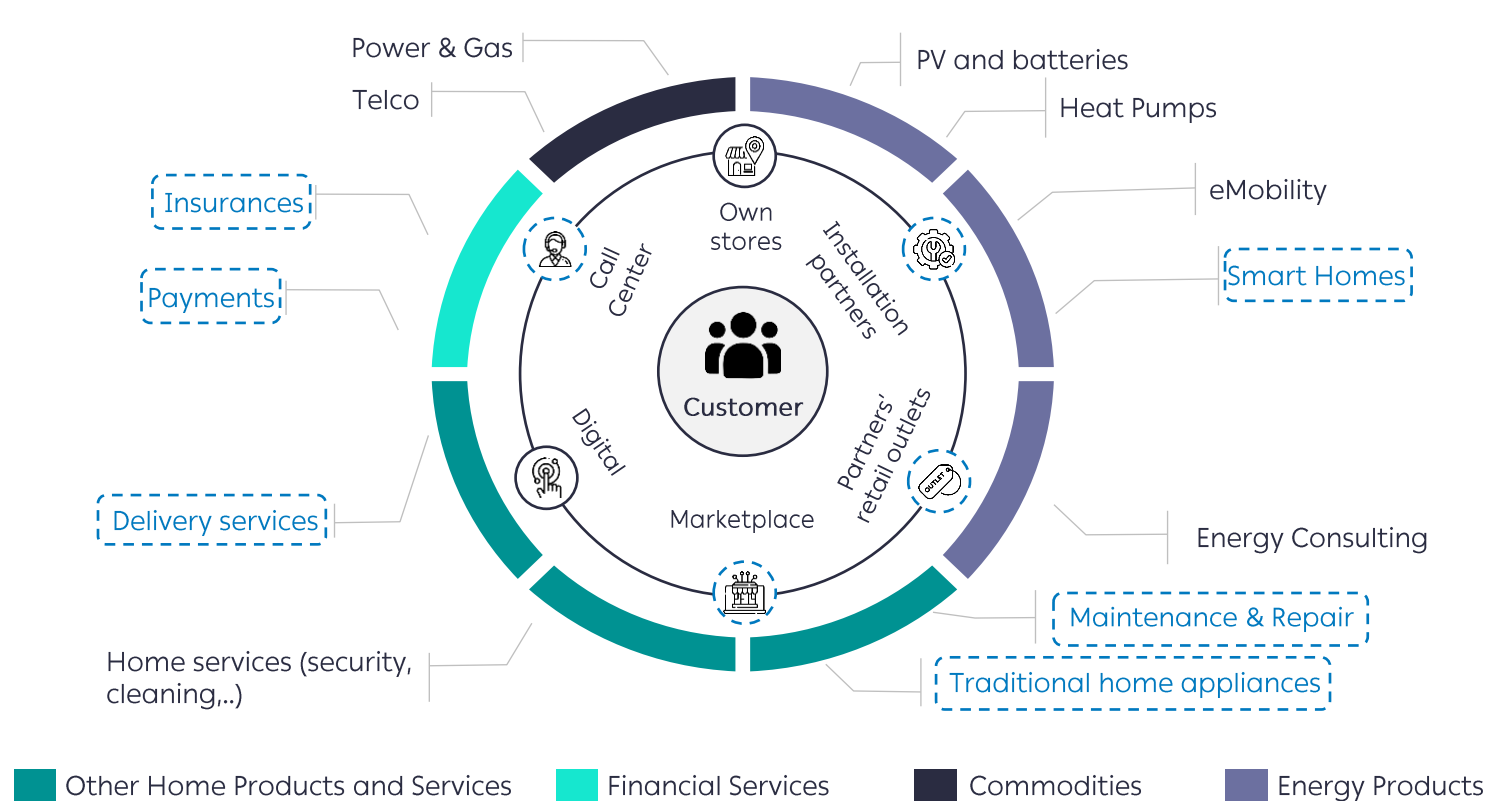 Power & Gas
PV and batteries
Telco
Heat Pumps
Insurances
eMobility
Payments
Smart Homes
Own
stores
Call
Center
Installation
partners
Customer
Digital
Partners’
retail outlets
OUTLET
Marketplace
Delivery services
Energy Consulting
Maintenance & Repair
Home services (security,
cleaning,..)
Traditional home appliances
Other Home Products and Services
Financial Services
Commodities
Energy Products